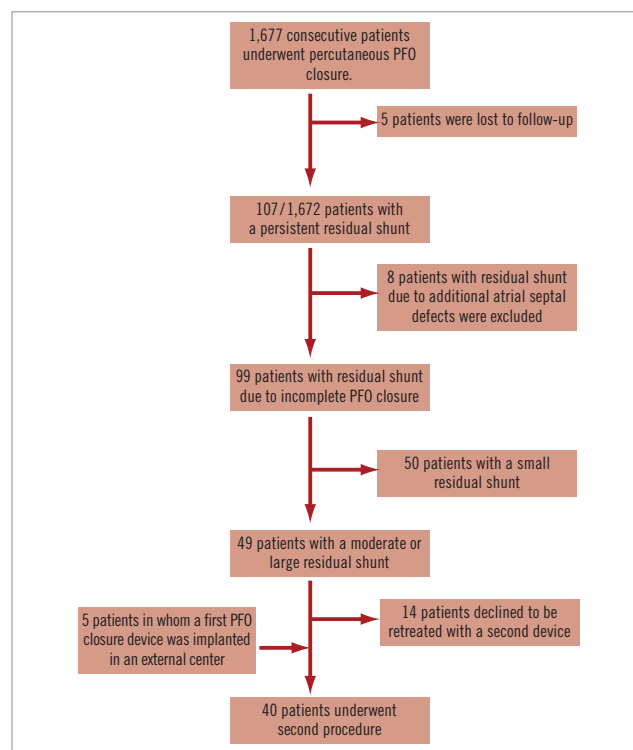 1,677 consecutive patients
underwent percutaneous PFO
closure.
5 patients were lost to follow-up
107/1,672 patients with
a persistent residual shunt
8 patients with residual shunt
due to additional atrial septal
defects were excluded
99 patients with residual shunt
due to incomplete PFO closure
50 patients with a small
residual shunt
49 patients with a moderate or
large residual shunt
5 patients in whom a first PFO
closure device was implanted
in an external center
14 patients declined to be
retreated with a second device
40 patients underwent
second procedure